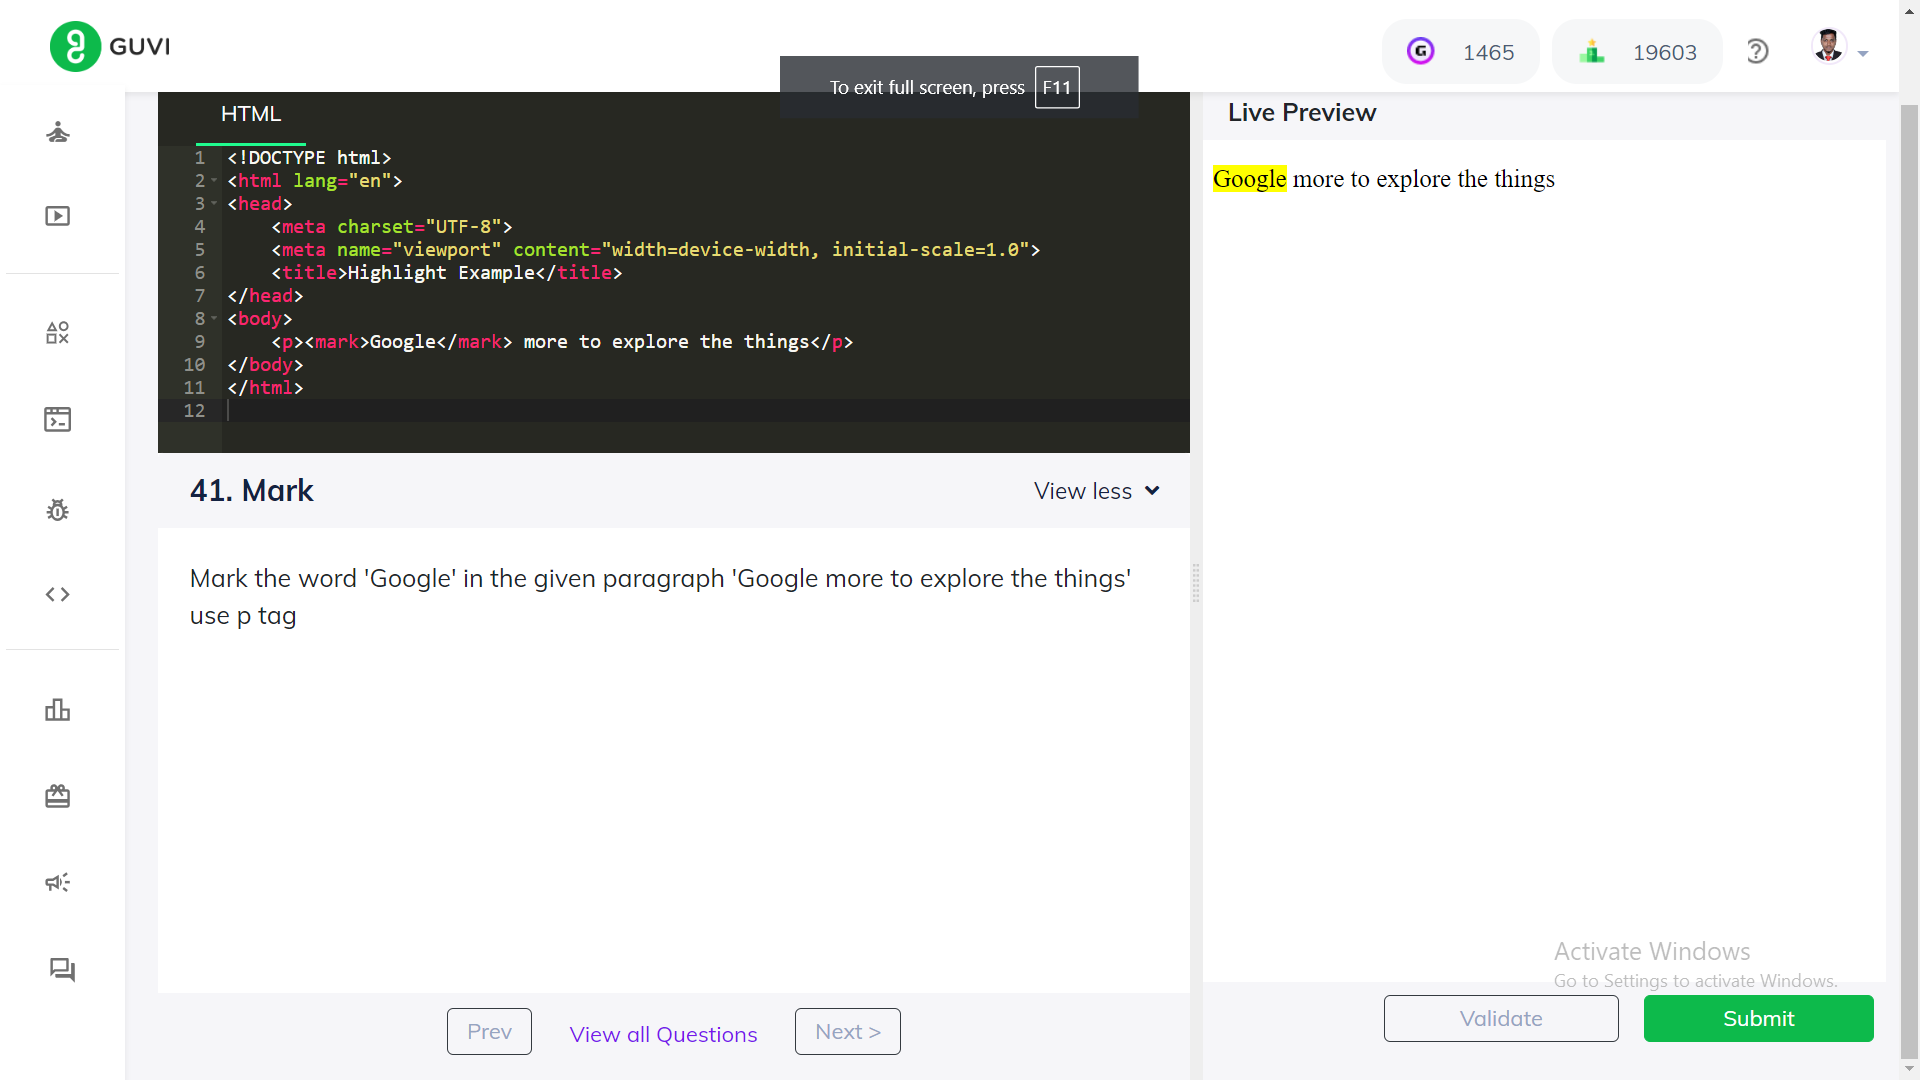 GUVI
1465
19603
To exit full screen, press F11
HTML
1 <!DOCTYPE html>
2 <html lang="en">
3 <head>
4     <meta charset="UTF-8">
5     <meta name="viewport" content="width=device-width, initial-scale=1.0">
6     <title>Highlight Example</title>
7 </head>
8 <body>
9     <p><mark>Google</mark> more to explore the things</p>
10 </body>
11 </html>
12
41. Mark
View less
Mark the word 'Google' in the given paragraph 'Google more to explore the things'
use p tag
Prev
View all Questions
Next >
Live Preview
Google more to explore the things
Activate Windows
Go to Settings to activate Windows.
Validate
Submit